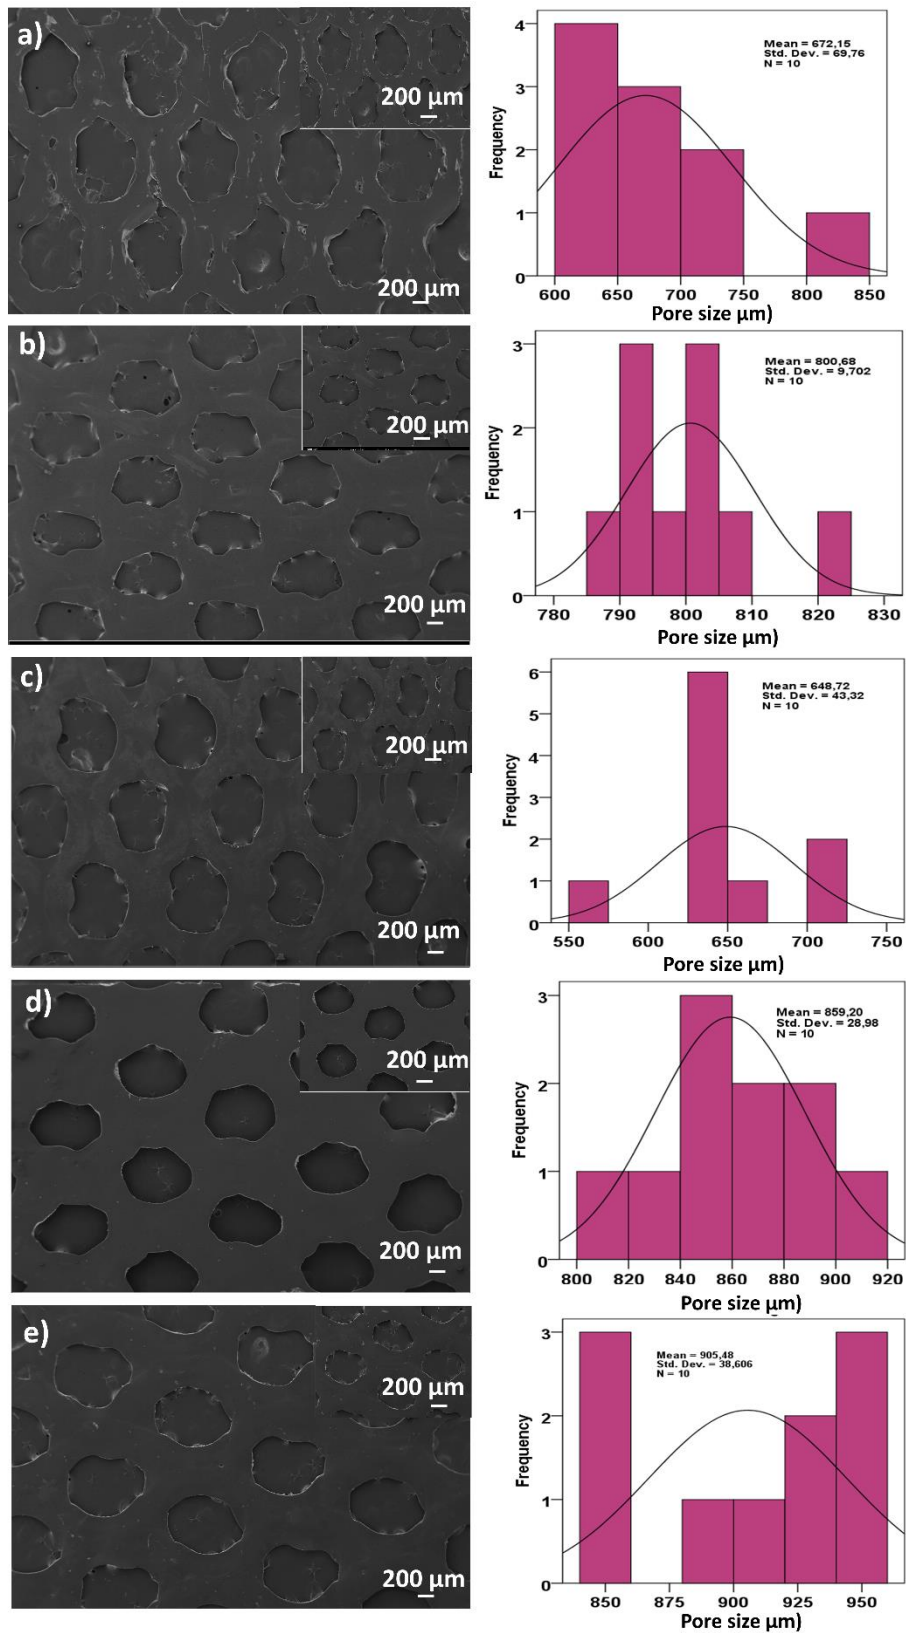 a)
200 µm
200 µm
Frequency
4
3
2
1
0
Mean = 672,15
Std. Dev. = 69,76
N = 10
600 650 700 750 800 850
Pore size µm)
b)
200 µm
200 µm
Frequency
3
2
1
0
Mean = 800,68
Std. Dev. = 9,702
N = 10
780 790 800 810 820 830
Pore size µm)
c)
200 µm
200 µm
Frequency
6
5
4
3
2
1
0
Mean = 648,72
Std. Dev. = 43,32
N = 10
550 600 650 700 750
Pore size µm)
d)
200 µm
200 µm
Frequency
3
2
1
0
Mean = 859,20
Std. Dev. = 28,98
N = 10
800 820 840 860 880 900 920
Pore size µm)
e)
200 µm
200 µm
Frequency
3
2
1
0
Mean = 905,48
Std. Dev. = 38,606
N = 10
850 875 900 925 950
Pore size µm)